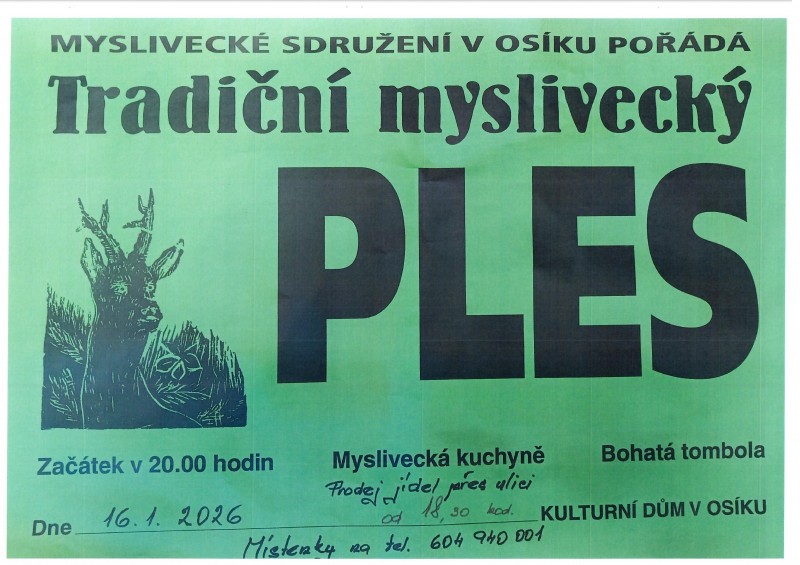 MYSLIVECKÉ SDRUŽENÍ V OSÍKU POŘÁDÁ
Tradiční myslivecký
PLES
Začátek v 20.00 hodin
Myslivecká kuchyně
Bohatá tombola
Prodej jídel přes ulici
od 18,30 hod.
Dne 16.1. 2026
KULTURNÍ DŮM V OSÍKU
Místenky na tel. 604 940 001